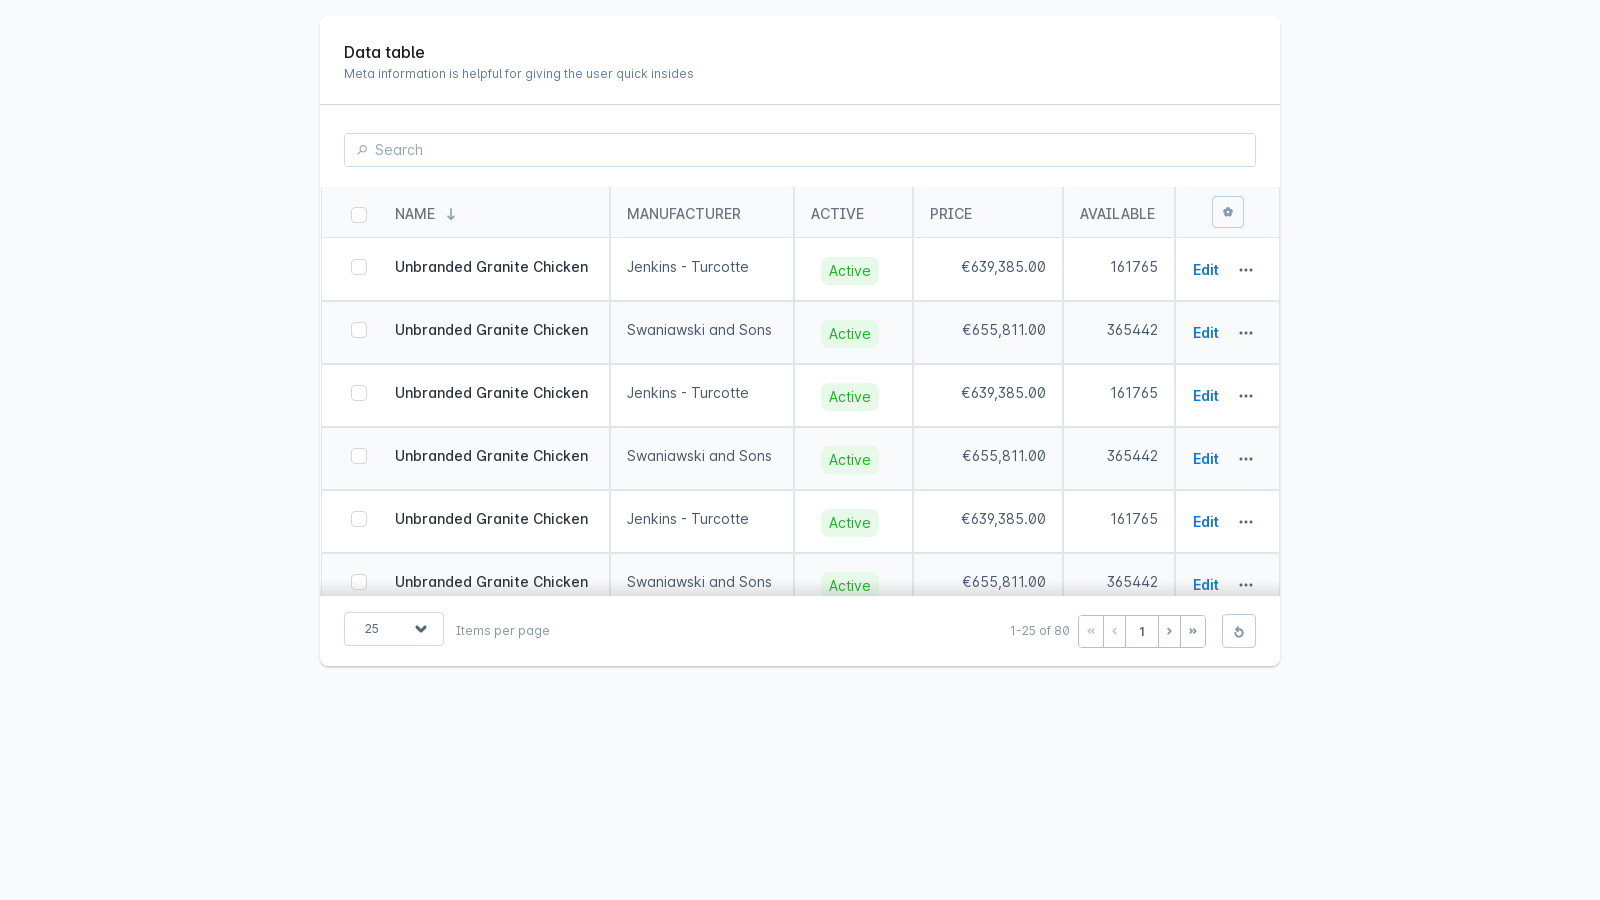 Data table
Meta information is helpful for giving the user quick insides
Search
NAME MANUFACTURER ACTIVE PRICE AVAILABLE
Unbranded Granite Chicken Jenkins - Turcotte Active €639,385.00 161765 Edit
Unbranded Granite Chicken Swaniawski and Sons Active €655,811.00 365442 Edit
Unbranded Granite Chicken Jenkins - Turcotte Active €639,385.00 161765 Edit
Unbranded Granite Chicken Swaniawski and Sons Active €655,811.00 365442 Edit
Unbranded Granite Chicken Jenkins - Turcotte Active €639,385.00 161765 Edit
Unbranded Granite Chicken Swaniawski and Sons Active €655,811.00 365442 Edit
25 Items per page 1-25 of 80 « ‹ 1 › »